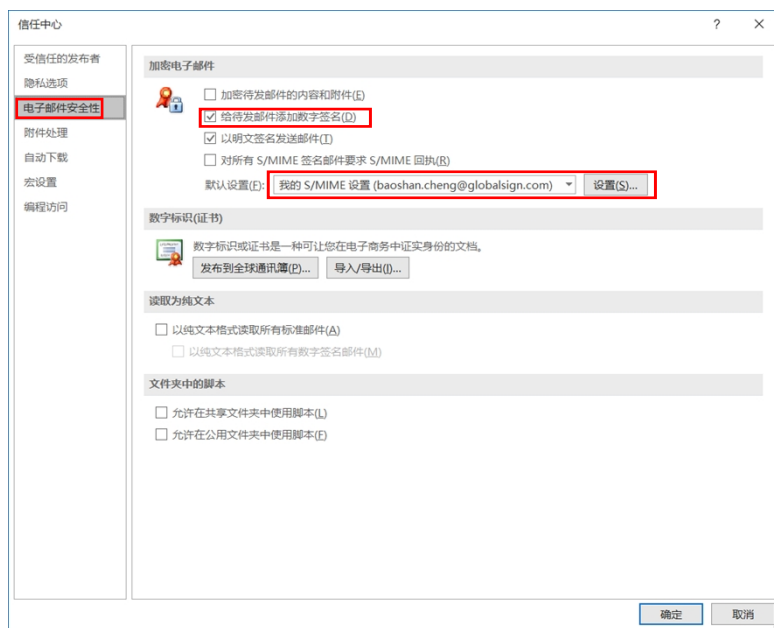 信任中心
?
受信任的发布者
隐私选项
电子邮件安全性
附件处理
自动下载
宏设置
编程访问
加密电子邮件
加密待发邮件的内容和附件(E)
给待发邮件添加数字签名(D)
以明文签名发送邮件(T)
对所有 S/MIME 签名邮件要求 S/MIME 回执(R)
默认设置(F): 我的 S/MIME 设置 (baoshan.cheng@globalsign.com) 设置(S)...
数字标识(证书)
数字标识或证书是一种可让您在电子商务中证实身份的文档。
发布到全球通讯簿(P)... 导入/导出(I)...
读取为纯文本
以纯文本格式读取所有标准邮件(A)
以纯文本格式读取所有数字签名邮件(M)
文件夹中的脚本
允许在共享文件夹中使用脚本(L)
允许在公用文件夹中使用脚本(F)
确定 取消